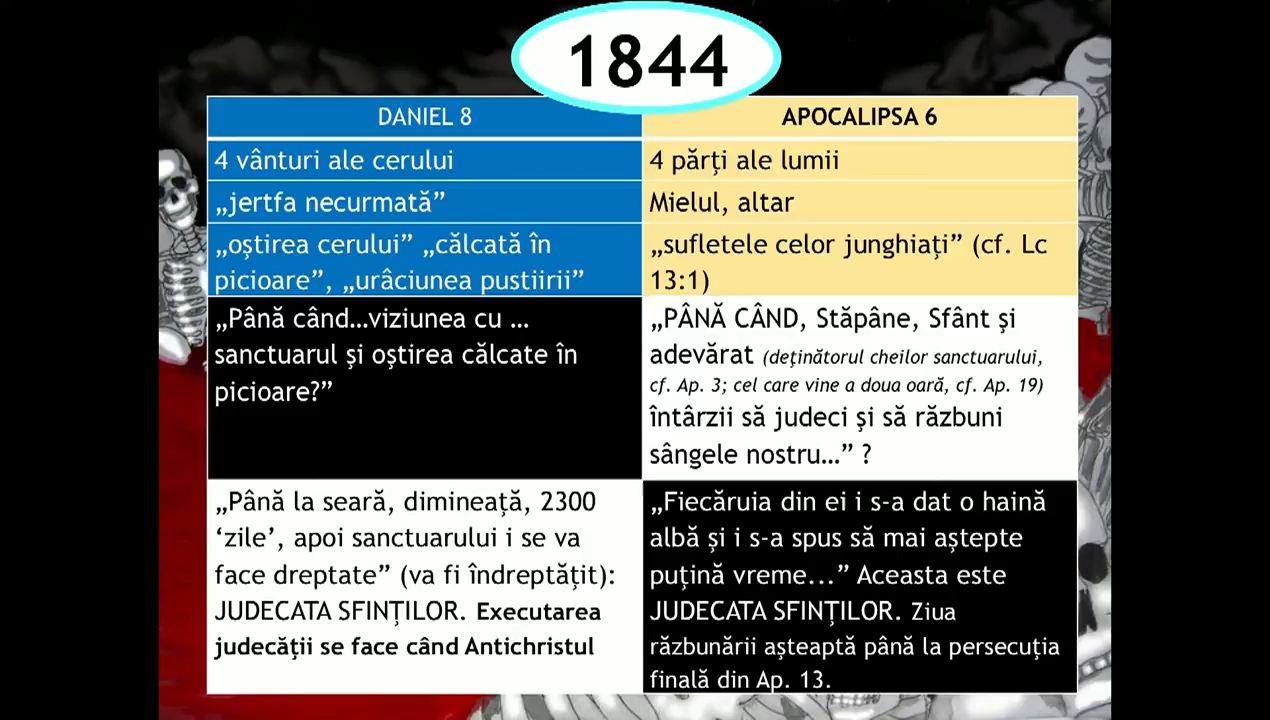 1844
DANIEL 8
APOCALIPSA 6
4 vânturi ale cerului
4 părţi ale lumii
„jertfa necurmată”
Mielul, altar
„oştirea cerului” „călcată în
picioare”, „urâciunea pustiirii”
„sufletele celor junghiaţi” (cf. Lc
13:1)
„Până când…viziunea cu …
sanctuarul şi oştirea călcate în
picioare?”
„PÂNĂ CÂND, Stăpâne, Sfânt şi
adevărat (deţinătorul cheilor sanctuarului,
cf. Ap. 3; cel care vine a doua oară, cf. Ap. 19)
întârzii să judeci şi să răzbuni
sângele nostru…” ?
„Până la seară, dimineaţă, 2300
‘zile’, apoi sanctuarului i se va
face dreptate” (va fi îndreptăţit):
JUDECATA SFINŢILOR. Executarea
judecăţii se face când Antichristul
„Fiecăruia din ei i s-a dat o haină
albă şi i s-a spus să mai aştepte
puţină vreme...” Aceasta este
JUDECATA SFINŢILOR. Ziua
răzbunării aşteaptă până la persecuţia
finală din Ap. 13.